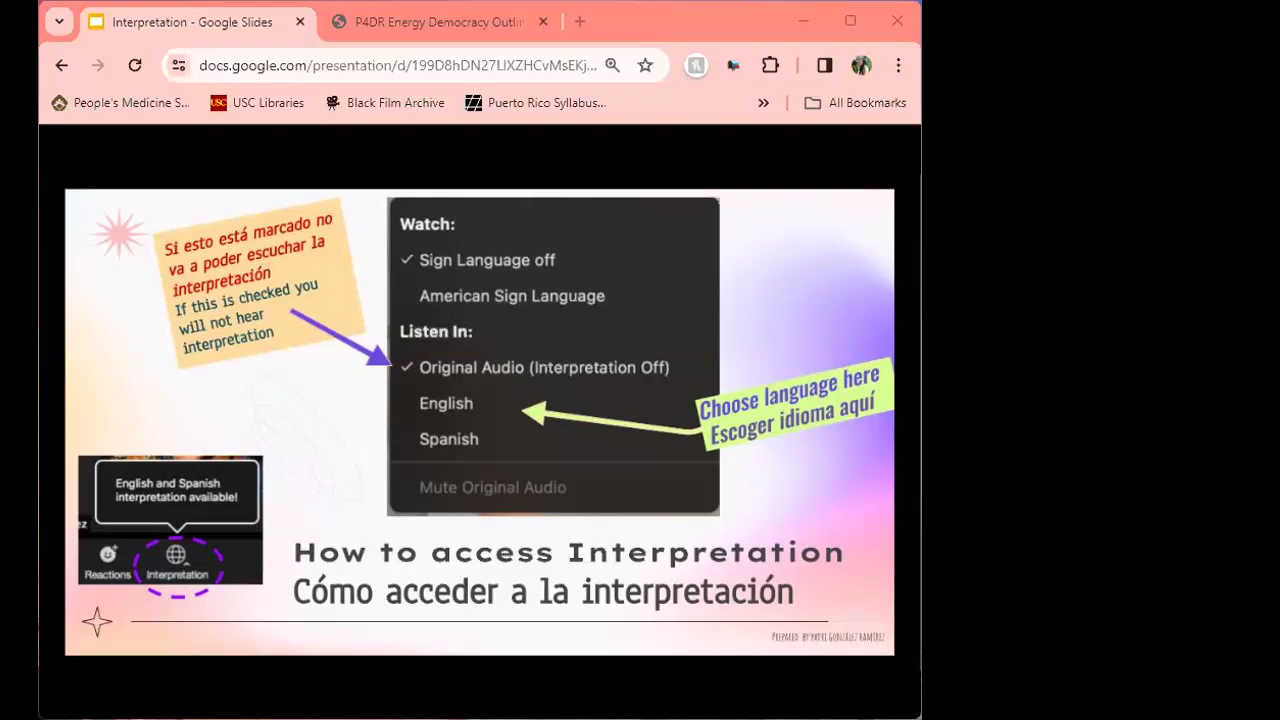 Interpretation - Google Slides
P4DR Energy Democracy Outlin
docs.google.com/presentation/d/199D8hDN27LIXZHCvMsEKj...
People's Medicine S...
USC Libraries
Black Film Archive
Puerto Rico Syllabus...
All Bookmarks
Si esto está marcado no
va a poder escuchar la
interpretación
If this is checked you
will not hear
interpretation
Watch:
Sign Language off
American Sign Language
Listen In:
Original Audio (Interpretation Off)
English
Spanish
Mute Original Audio
Choose language here
Escoger idioma aquí
English and Spanish
interpretation available!
ez
Reactions
Interpretation
How to access Interpretation
Cómo acceder a la interpretación
Prepared by Patri González Ramírez